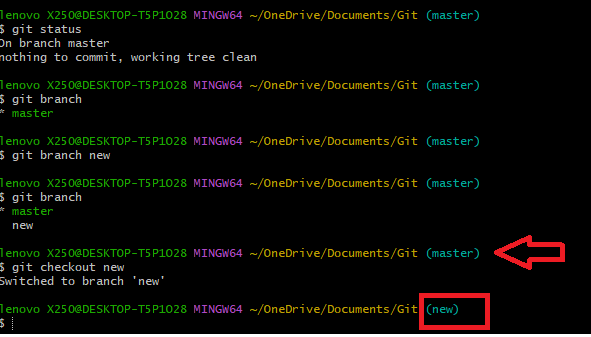 lenovo X250@DESKTOP-T5P1O28 MINGW64 ~/OneDrive/Documents/Git (master)
$ git status
On branch master
nothing to commit, working tree clean
lenovo X250@DESKTOP-T5P1O28 MINGW64 ~/OneDrive/Documents/Git (master)
$ git branch
* master
lenovo X250@DESKTOP-T5P1O28 MINGW64 ~/OneDrive/Documents/Git (master)
$ git branch new
lenovo X250@DESKTOP-T5P1O28 MINGW64 ~/OneDrive/Documents/Git (master)
$ git branch
* master
  new
lenovo X250@DESKTOP-T5P1O28 MINGW64 ~/OneDrive/Documents/Git (master)
$ git checkout new
Switched to branch 'new'
lenovo X250@DESKTOP-T5P1O28 MINGW64 ~/OneDrive/Documents/Git (new)
$